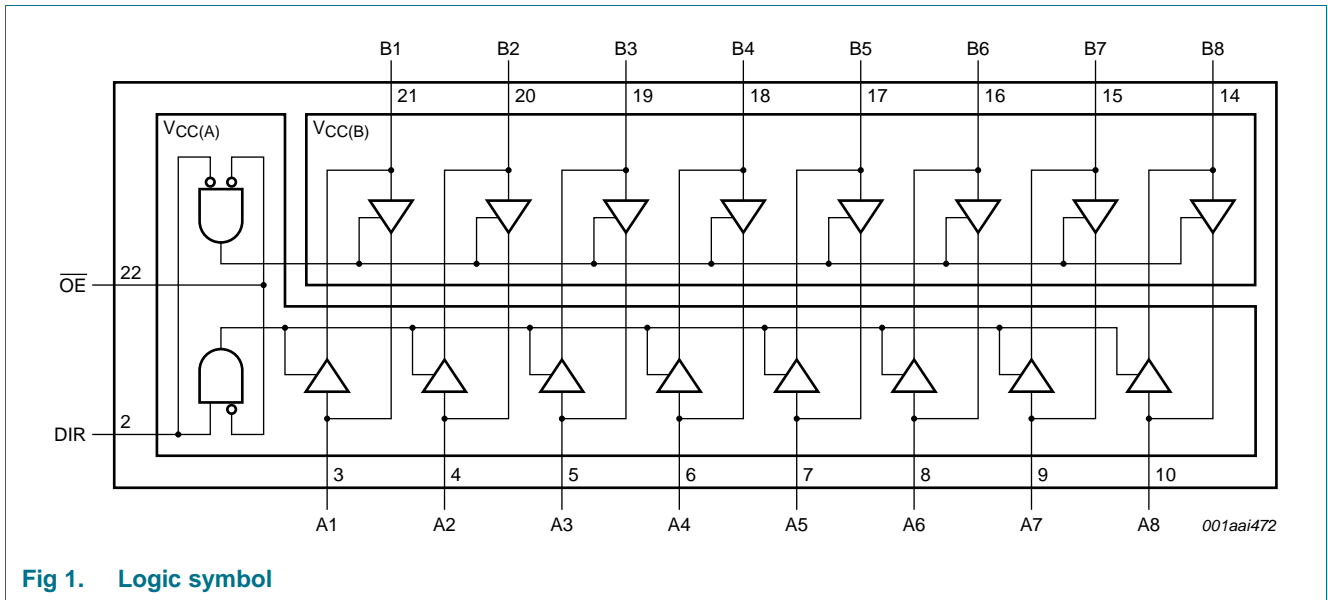 B1 B2 B3 B4 B5 B6 B7 B8
21 20 19 18 17 16 15 14
VCC(A) VCC(B)
22
OE
2
DIR
3 4 5 6 7 8 9 10
A1 A2 A3 A4 A5 A6 A7 A8 001aai472
Fig 1. Logic symbol